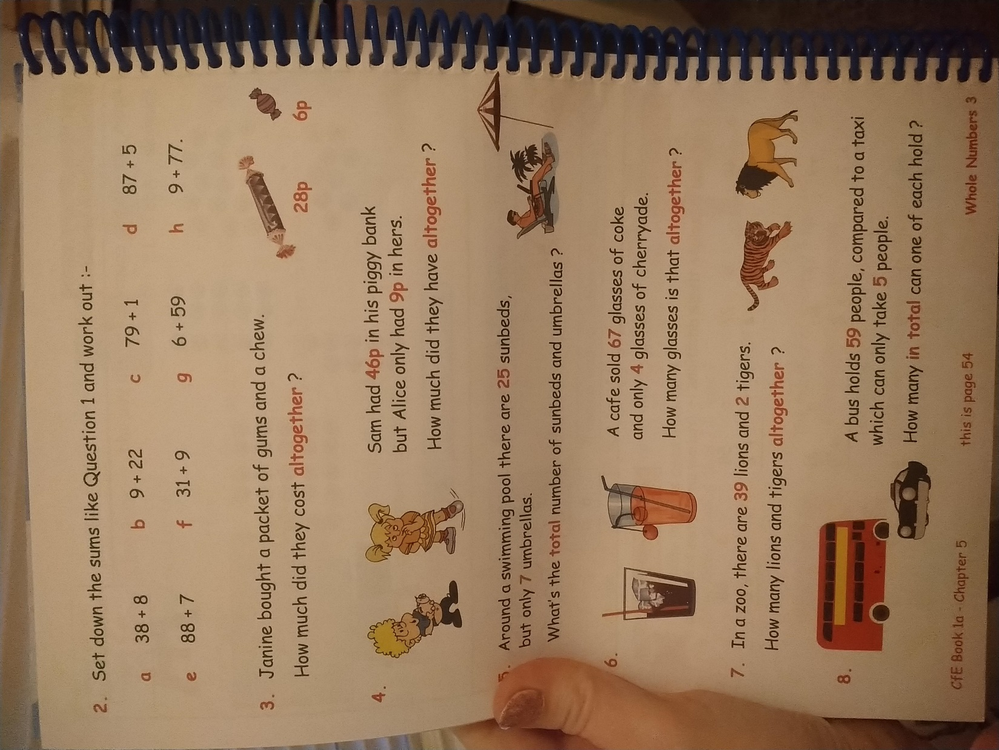 2. Set down the sums like Question 1 and work out :-
a 38 + 8 b 9 + 22 c 79 + 1 d 87 + 5
e 88 + 7 f 31 + 9 g 6 + 59 h 9 + 77.
3. Janine bought a packet of gums and a chew.
How much did they cost altogether ?
28p 6p
4. Sam had 46p in his piggy bank
but Alice only had 9p in hers.
How much did they have altogether ?
5. Around a swimming pool there are 25 sunbeds,
but only 7 umbrellas.
What's the total number of sunbeds and umbrellas ?
6. A cafe sold 67 glasses of coke
and only 4 glasses of cherryade.
How many glasses is that altogether ?
7. In a zoo, there are 39 lions and 2 tigers.
How many lions and tigers altogether ?
8. A bus holds 59 people, compared to a taxi
which can only take 5 people.
How many in total can one of each hold ?
CfE Book 1a - Chapter 5 this is page 54 Whole Numbers 3